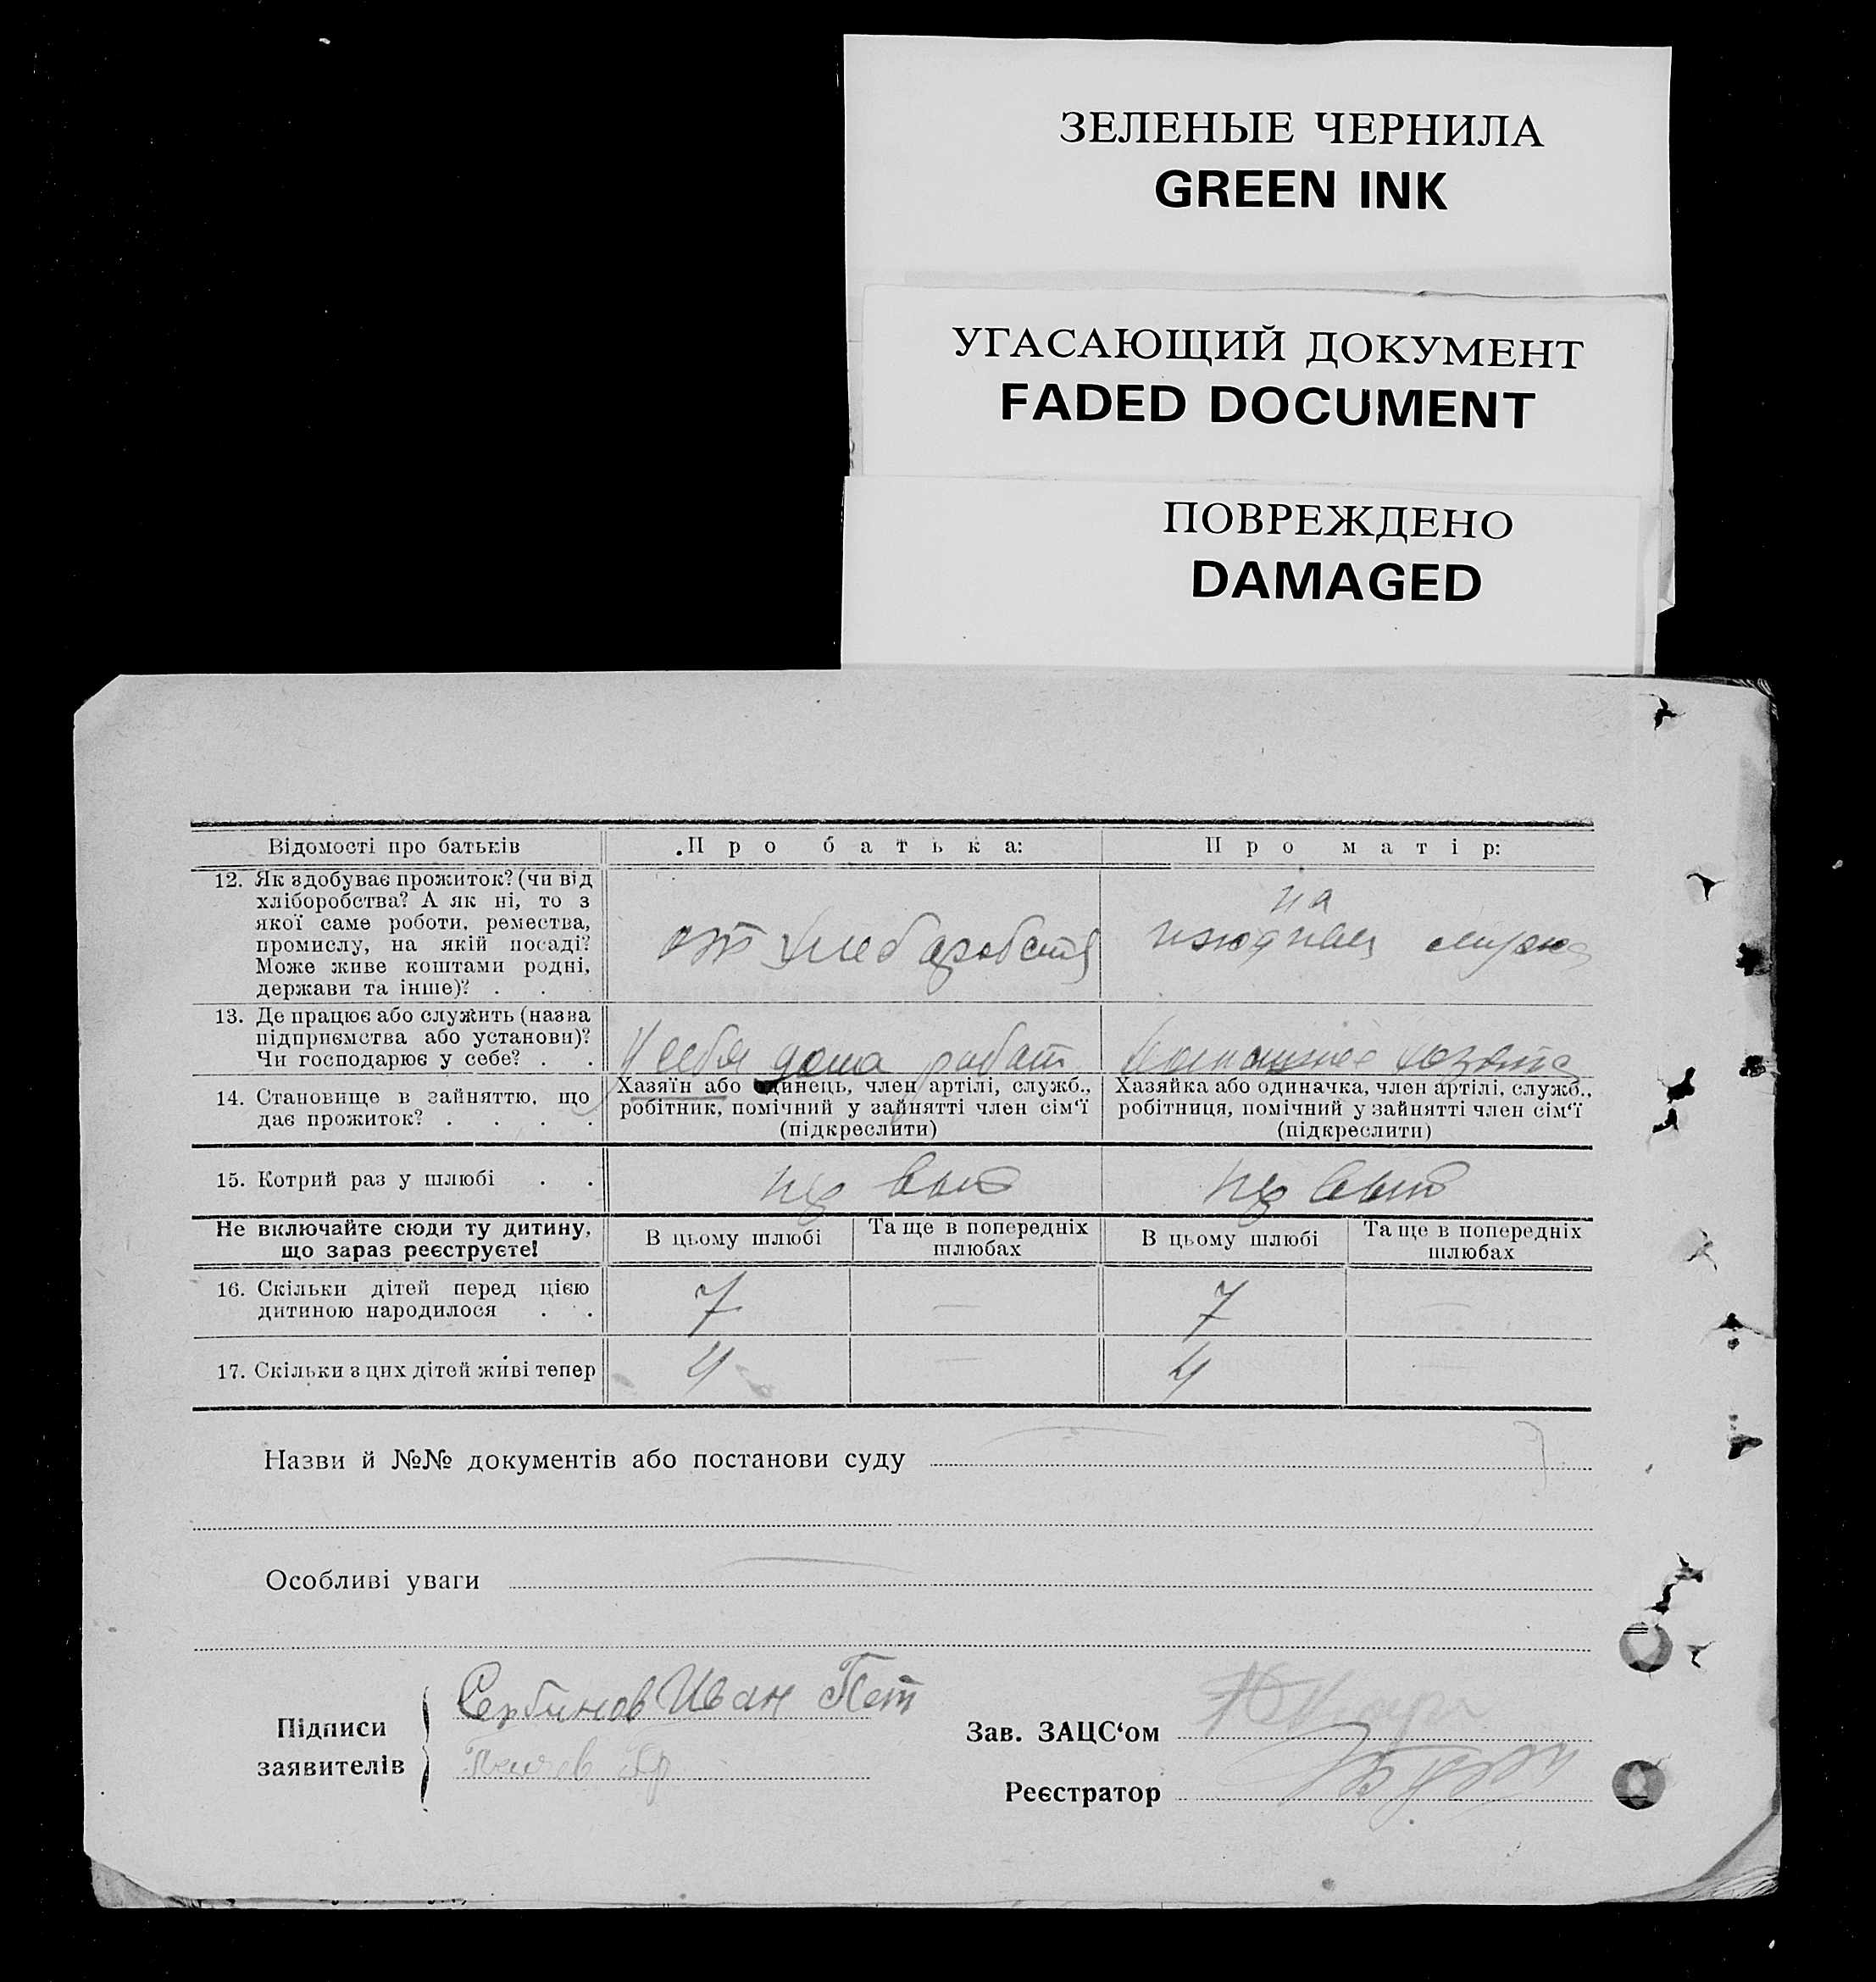 ЗЕЛЕНЫЕ ЧЕРНИЛА
GREEN INK
УГАСАЮЩИЙ ДОКУМЕНТ
FADED DOCUMENT
ПОВРЕЖДЕНО
DAMAGED
Відомості про батьків
Про батька:
Про матір:
12. Як здобуває прожиток? (чи від
хліборобства? А як ні, то з
якої саме роботи, ремества,
промислу, на якій посаді?
Може живе коштами родні,
держави та інше)? . .
от
на
13. Де працює або служить (назва
підприємства або установи)?
Чи господарює у себе? . .
У себя дома работ
14. Становище в зайняттю, що
дає прожиток? . . . .
Хазяїн або одинець, член артілі, служб.,
робітник, помічний у зайнятті член сім‘ї
(підкреслити)
Хазяйка або одиначка, член артілі, служб.,
робітниця, помічний у зайнятті член сім‘ї
(підкреслити)
15. Котрий раз у шлюбі . .
Не включайте сюди ту дитину,
що зараз реєструєте!
В цьому шлюбі
Та ще в попередніх
шлюбах
В цьому шлюбі
Та ще в попередніх
шлюбах
16. Скільки дітей перед цією
дитиною народилося . .
7 — 7 —
17. Скільки з цих дітей живі тепер
4 — 4 —
Назви й №№ документів або постанови суду
Особливі уваги
Підписи
заявителів
Сербинов Иван Пет
Зав. ЗАЦС‘ом
Реєстратор